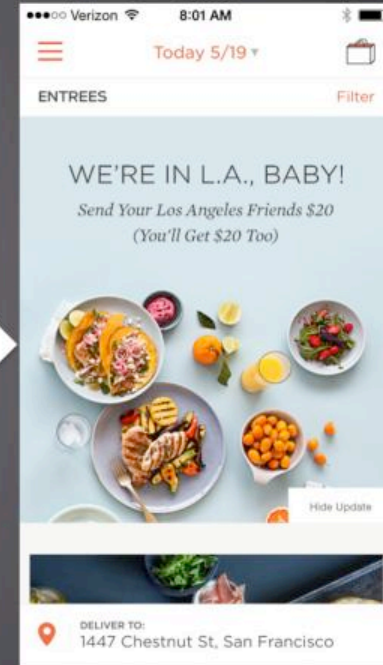 Verizon 8:01 AM
Today 5/19
ENTREES Filter
WE'RE IN L.A., BABY!
Send Your Los Angeles Friends $20
(You'll Get $20 Too)
Hide Update
DELIVER TO:
1447 Chestnut St, San Francisco